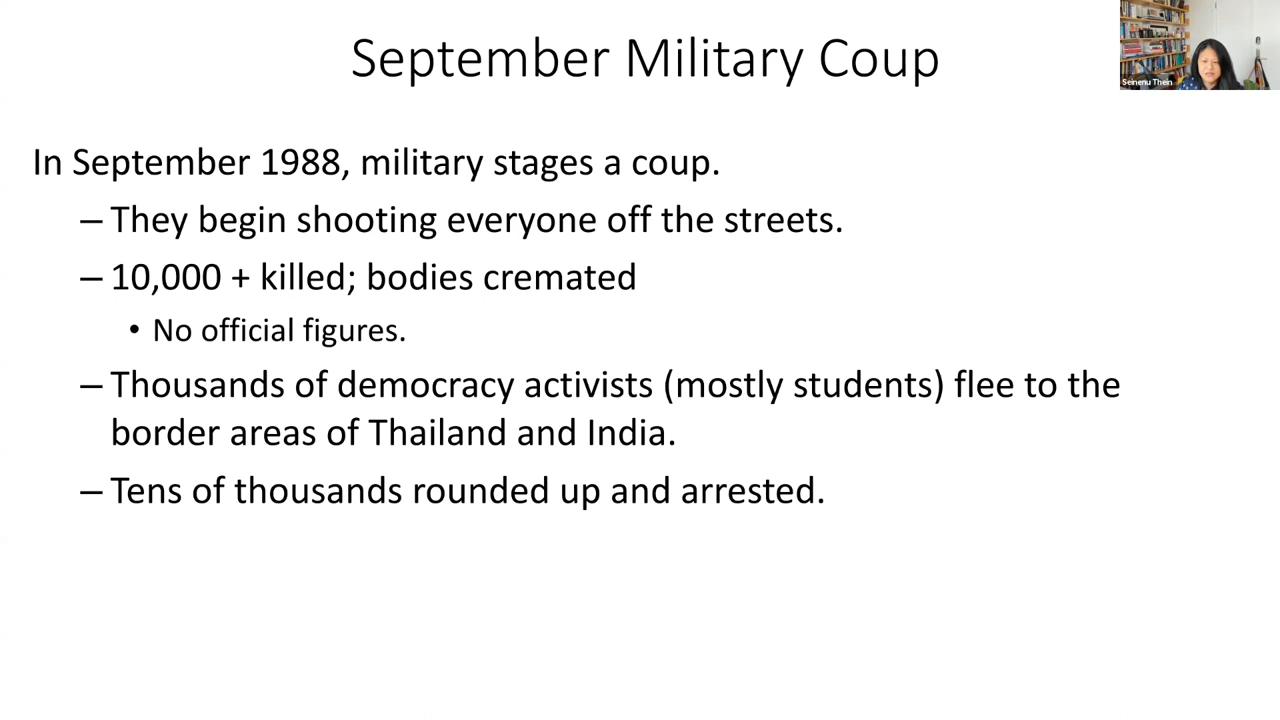 September Military Coup
Seinenu Thein
In September 1988, military stages a coup.
– They begin shooting everyone off the streets.
– 10,000 + killed; bodies cremated
• No official figures.
– Thousands of democracy activists (mostly students) flee to the
border areas of Thailand and India.
– Tens of thousands rounded up and arrested.